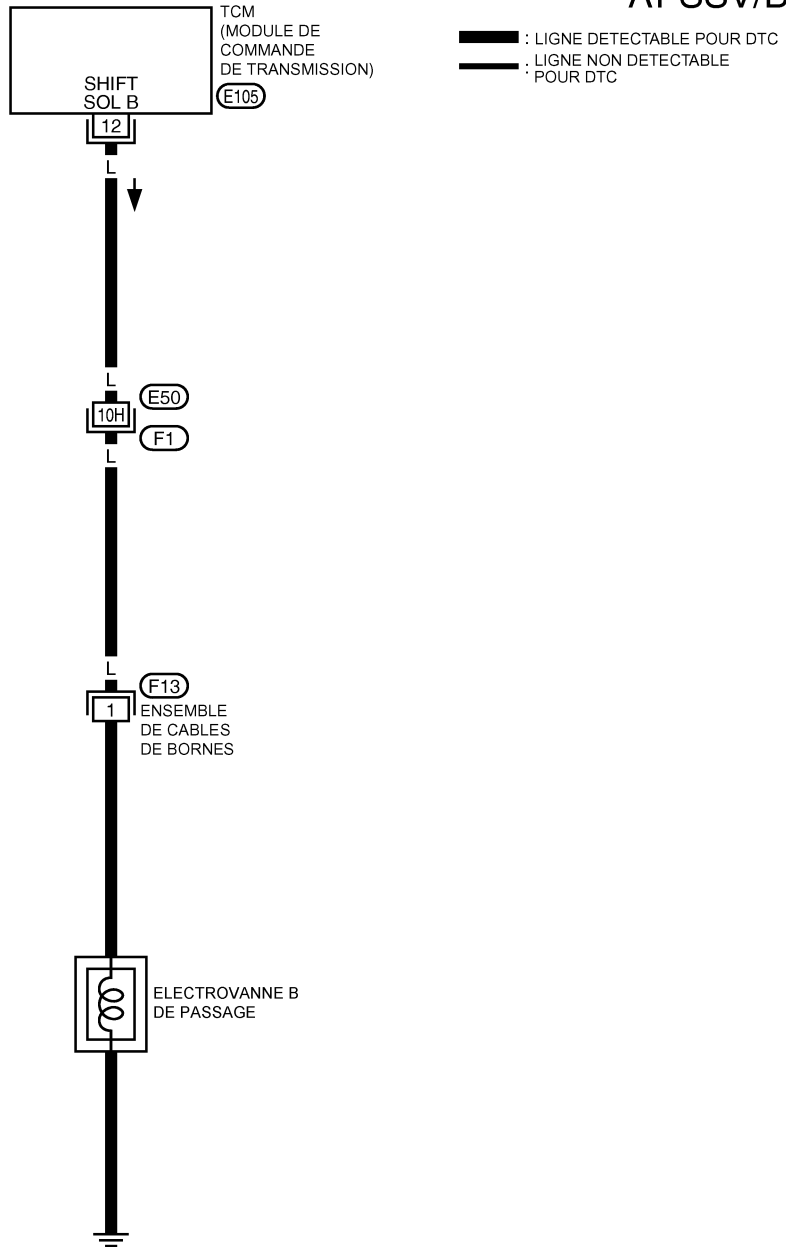 AT-SSV/B
TCM
(MODULE DE
COMMANDE
DE TRANSMISSION)
E105
SHIFT
SOL B
12
: LIGNE DETECTABLE POUR DTC
: LIGNE NON DETECTABLE
POUR DTC
L
L
E50
10H
F1
L
L
F13
1
ENSEMBLE
DE CABLES
DE BORNES
ELECTROVANNE B
DE PASSAGE